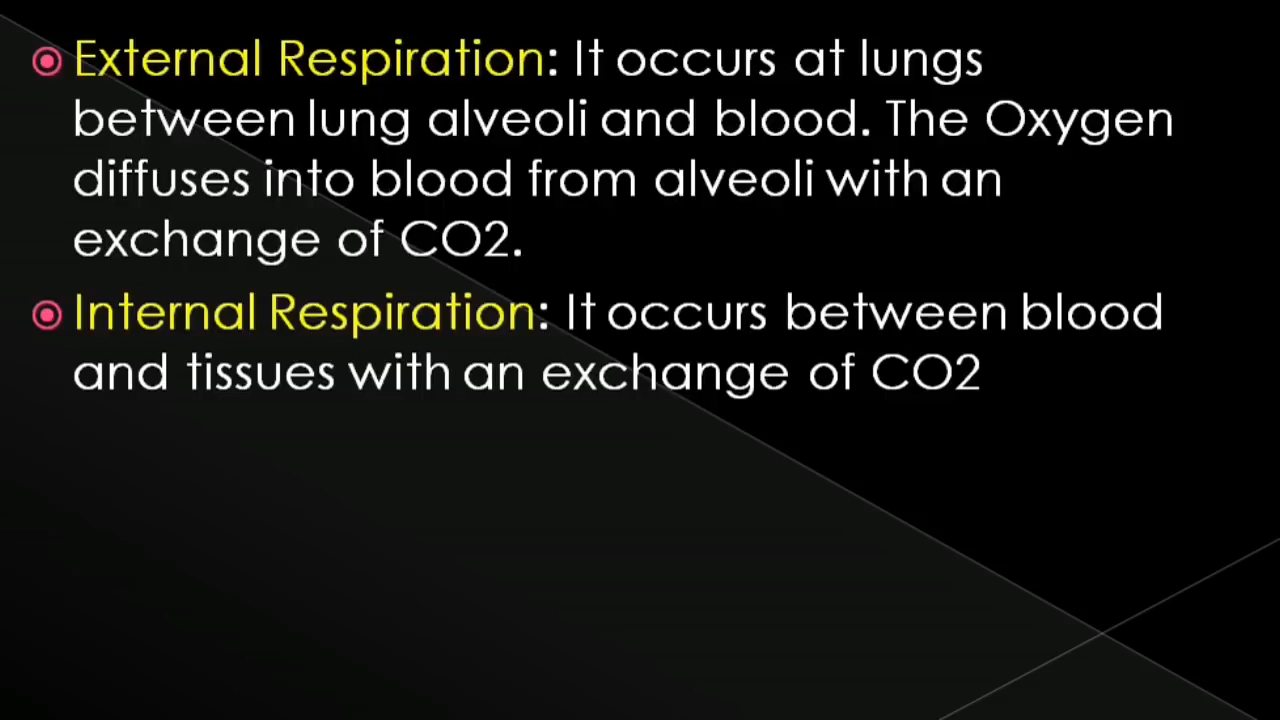 External Respiration: It occurs at lungs
between lung alveoli and blood. The Oxygen
diffuses into blood from alveoli with an
exchange of CO2.
Internal Respiration: It occurs between blood
and tissues with an exchange of CO2